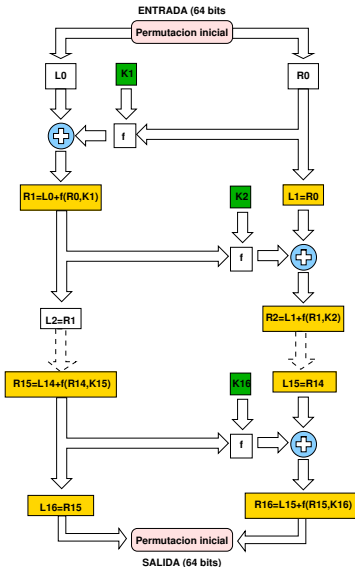 ENTRADA (64 bits
Permutacion inicial
L0
K1
R0
f
R1=L0+f(R0,K1)
K2
L1=R0
f
L2=R1
R2=L1+f(R1,K2)
R15=L14+f(R14,K15)
K16
L15=R14
f
L16=R15
R16=L15+f(R15,K16)
Permutacion inicial
SALIDA (64 bits)